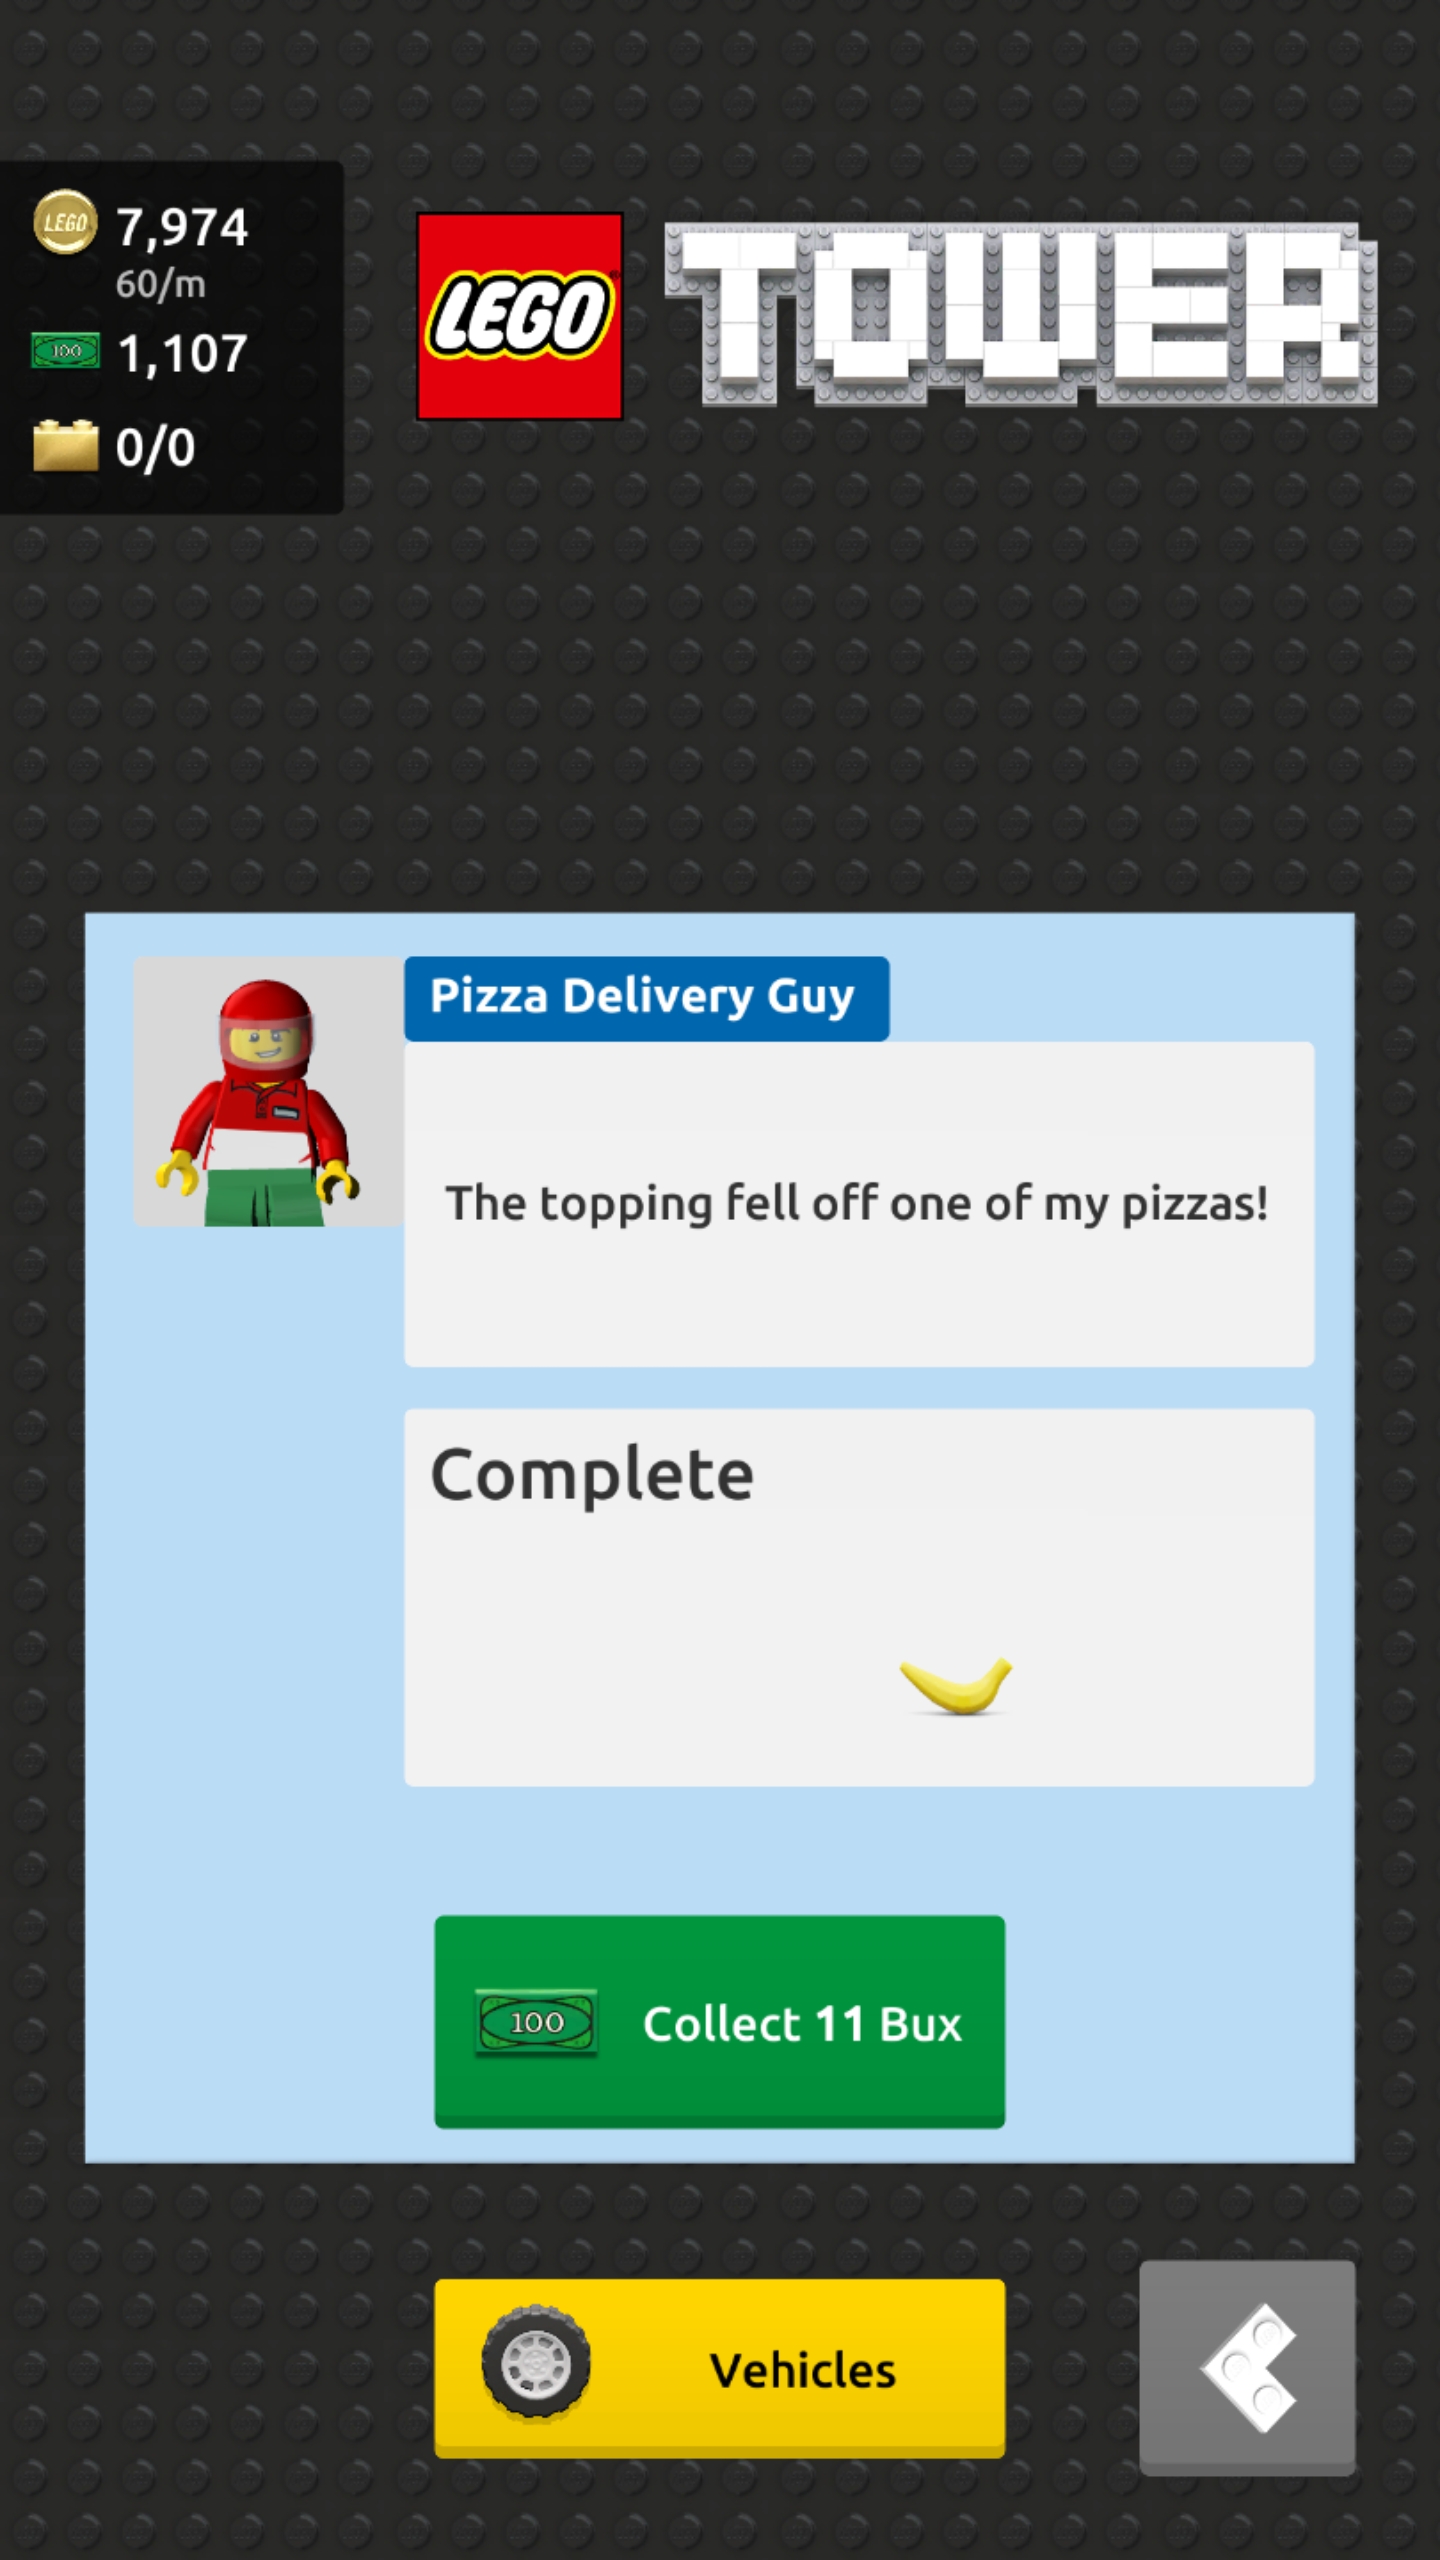 LEGO
7,974
60/m
100
1,107
0/0
LEGO
TOWER
Pizza Delivery Guy
The topping fell off one of my pizzas!
Complete
100
Collect 11 Bux
Vehicles